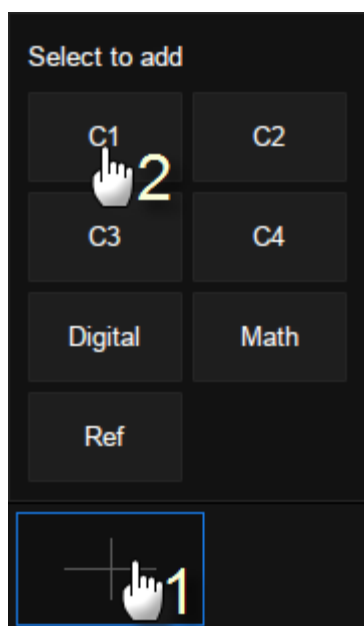 Select to add
C1 C2
2
C3 C4
Digital Math
Ref
1